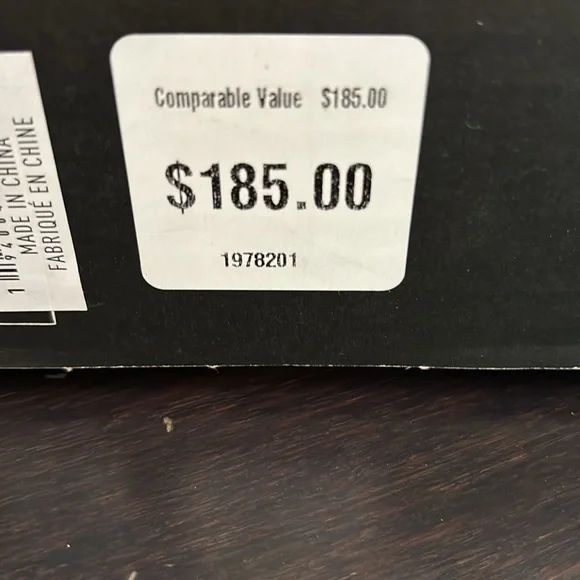 Comparable Value $185.00
$185.00
1978201
MADE IN CHINA
FABRIQUÉ EN CHINE